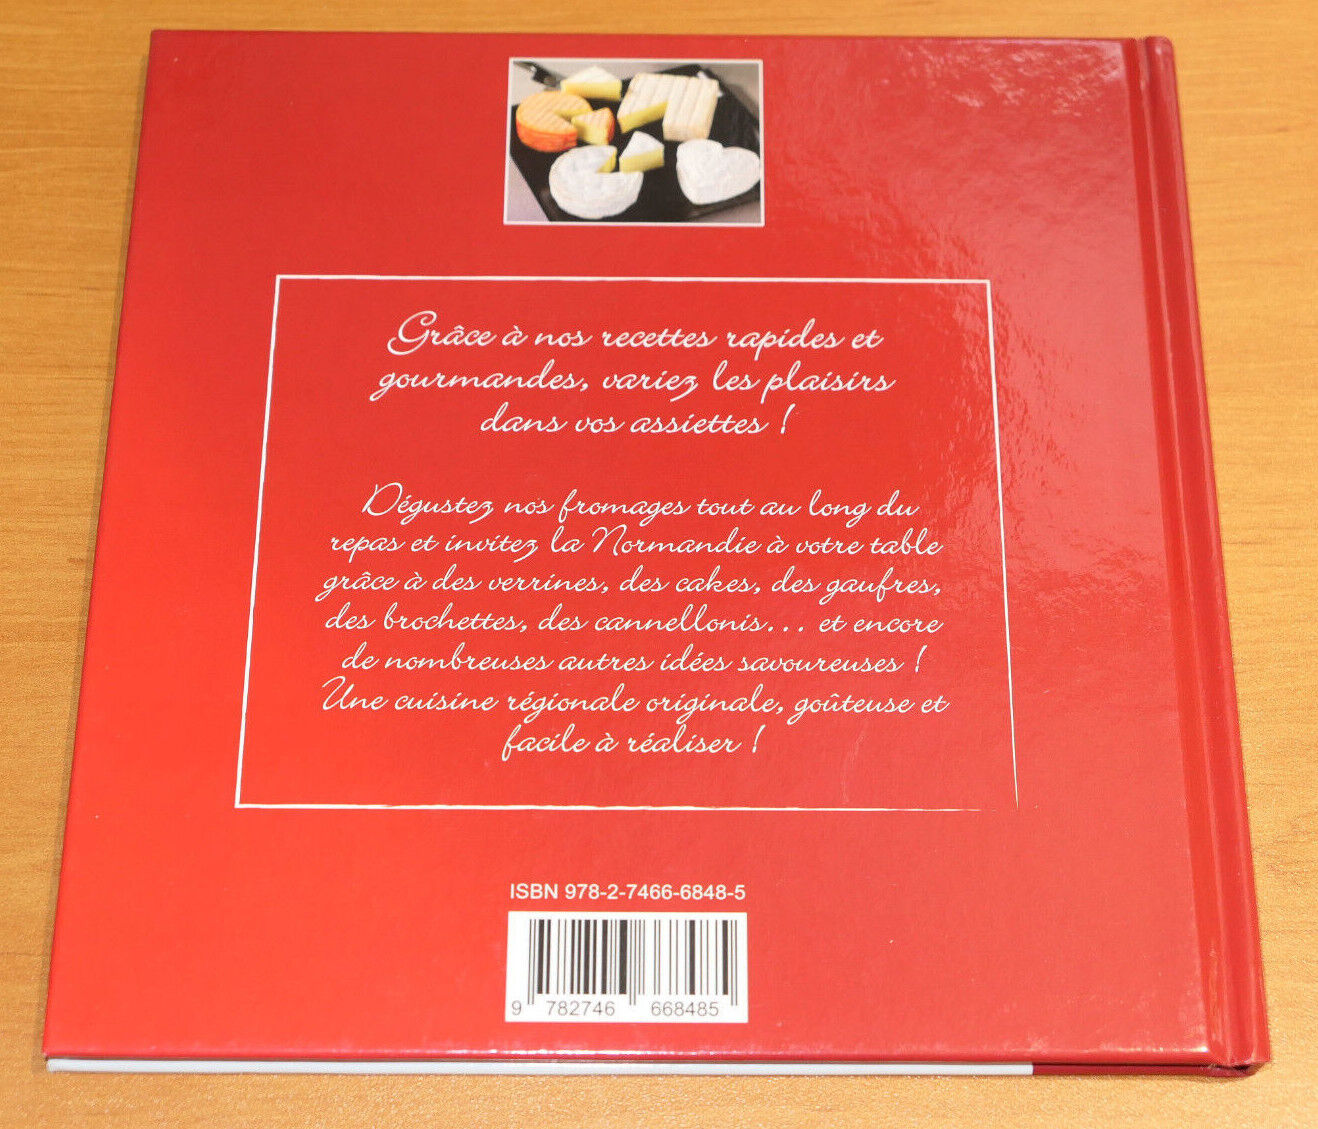 Grâce à nos recettes rapides et
gourmandes, variez les plaisirs
dans vos assiettes !
Dégustez nos fromages tout au long du
repas et invitez la Normandie à votre table
grâce à des verrines, des cakes, des gaufres,
des brochettes, des cannellonis... et encore
de nombreuses autres idées savoureuses !
Une cuisine régionale originale, goûteuse et
facile à réaliser !
ISBN 978-2-7466-6848-5
9 782746 668485